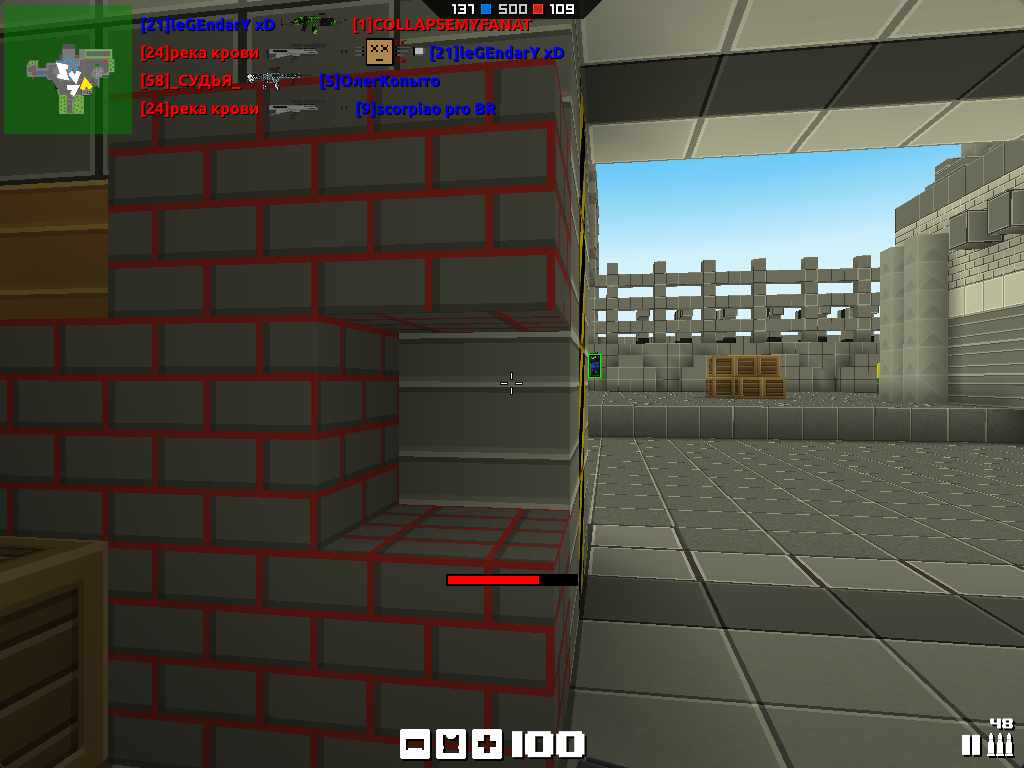 131 500 109
[21]leGEndarY xD [1]COLLAPSEMYFANAT
[24]река крови [21]leGEndarY xD
[58]_СУДЬЯ_ [5]ОлегКопыто
[24]река крови [9]scorpiao pro BR
48
100